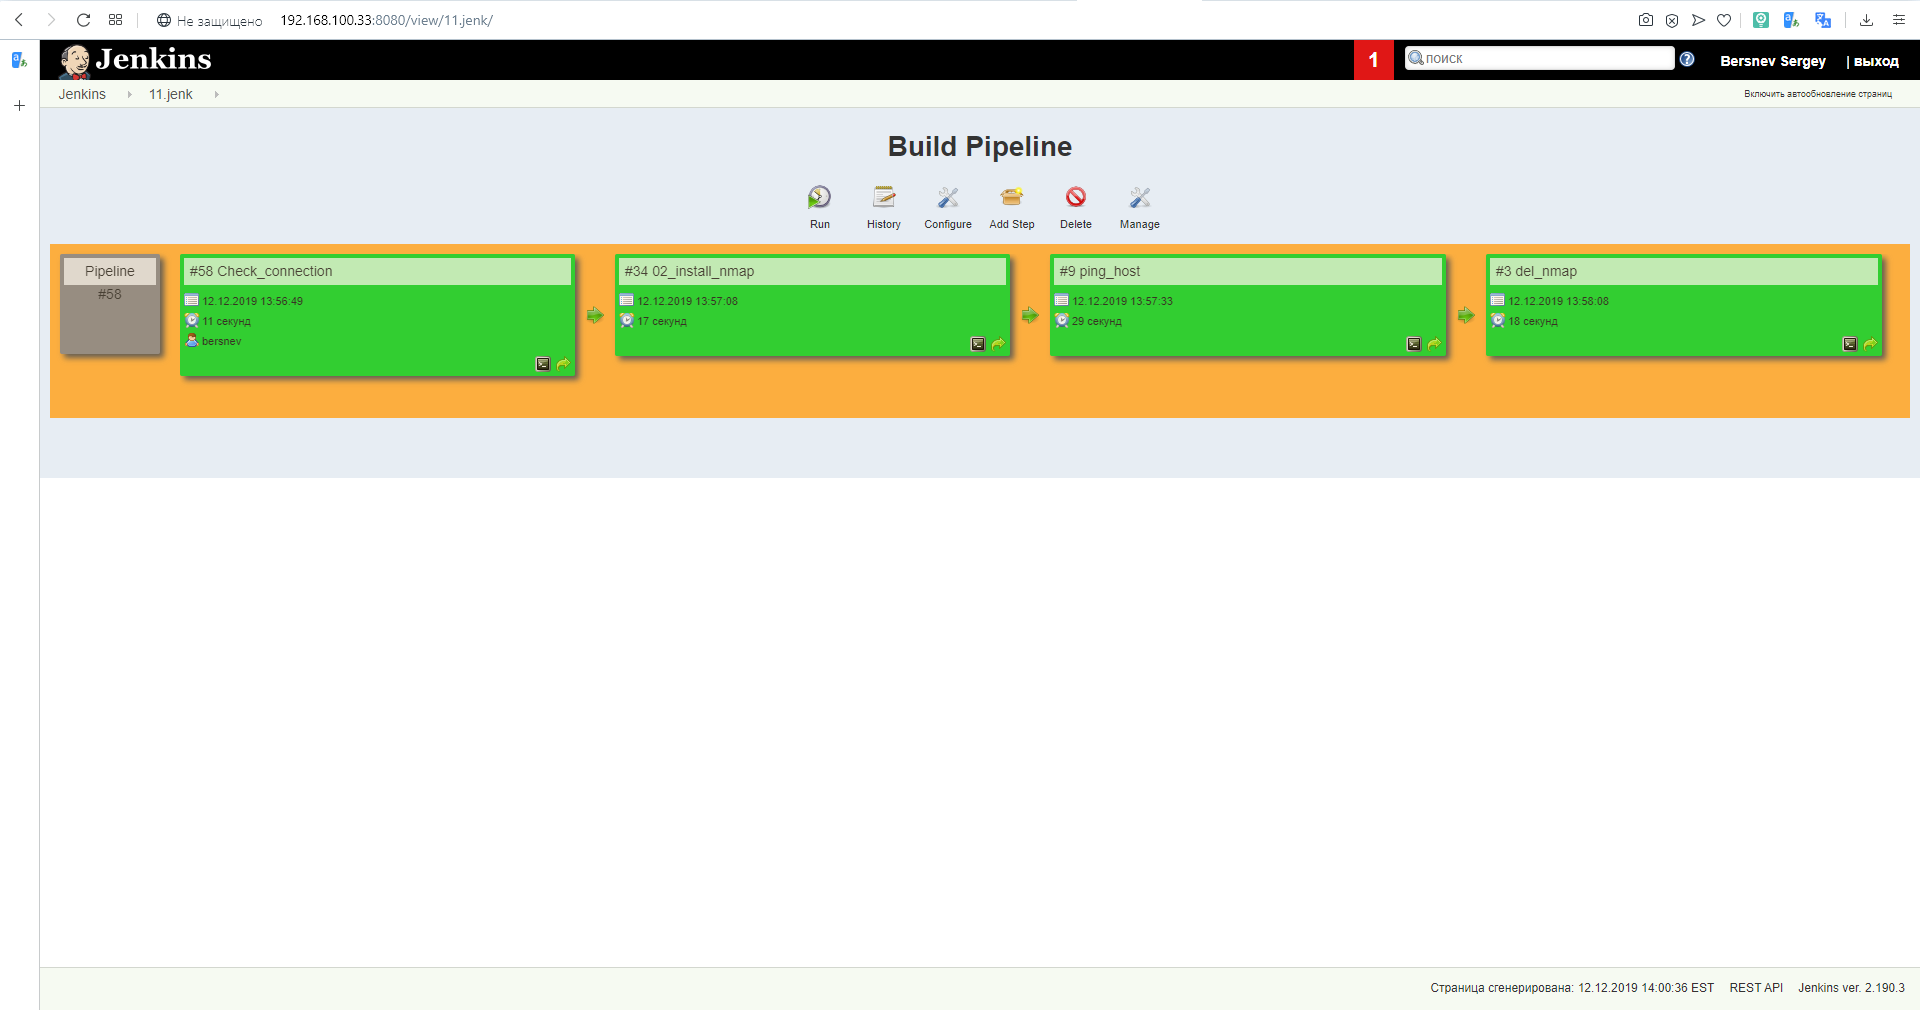 Не защищено 192.168.100.33:8080/view/11.jenk/
Jenkins 1 поиск Bersnev Sergey | выход
Jenkins 11.jenk Включить автообновление страниц
Build Pipeline
Run History Configure Add Step Delete Manage
Pipeline
#58
#58 Check_connection
12.12.2019 13:56:49
11 секунд
bersnev
#34 02_install_nmap
12.12.2019 13:57:08
17 секунд
#9 ping_host
12.12.2019 13:57:33
29 секунд
#3 del_nmap
12.12.2019 13:58:08
18 секунд
Страница сгенерирована: 12.12.2019 14:00:36 EST REST API Jenkins ver. 2.190.3